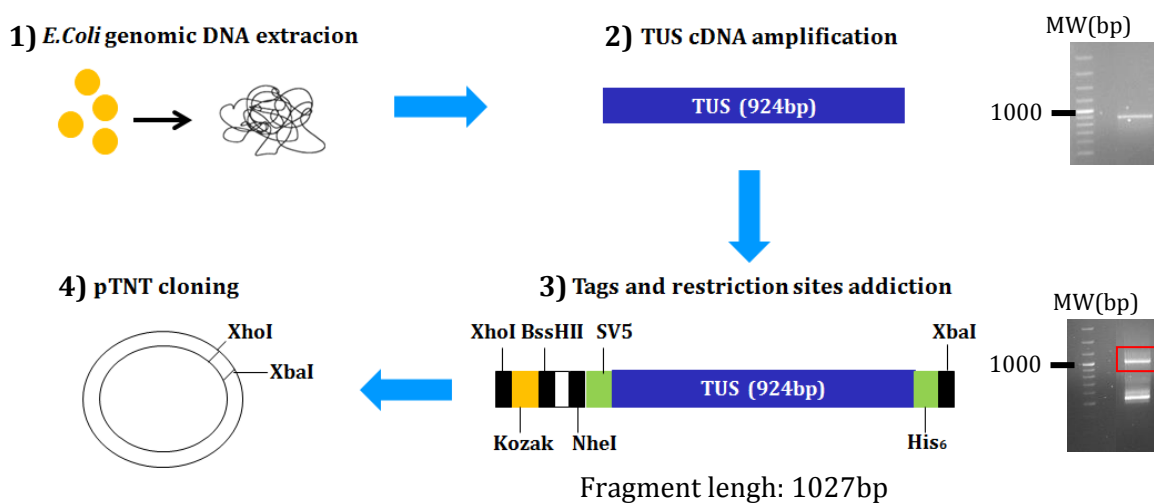 1) E.Coli genomic DNA extracion
2) TUS cDNA amplification
MW(bp)
TUS (924bp)
1000
4) pTNT cloning
3) Tags and restriction sites addiction
MW(bp)
XhoI
XbaI
XhoI BssHII SV5
XbaI
1000
TUS (924bp)
Kozak
NheI
His6
Fragment lengh: 1027bp